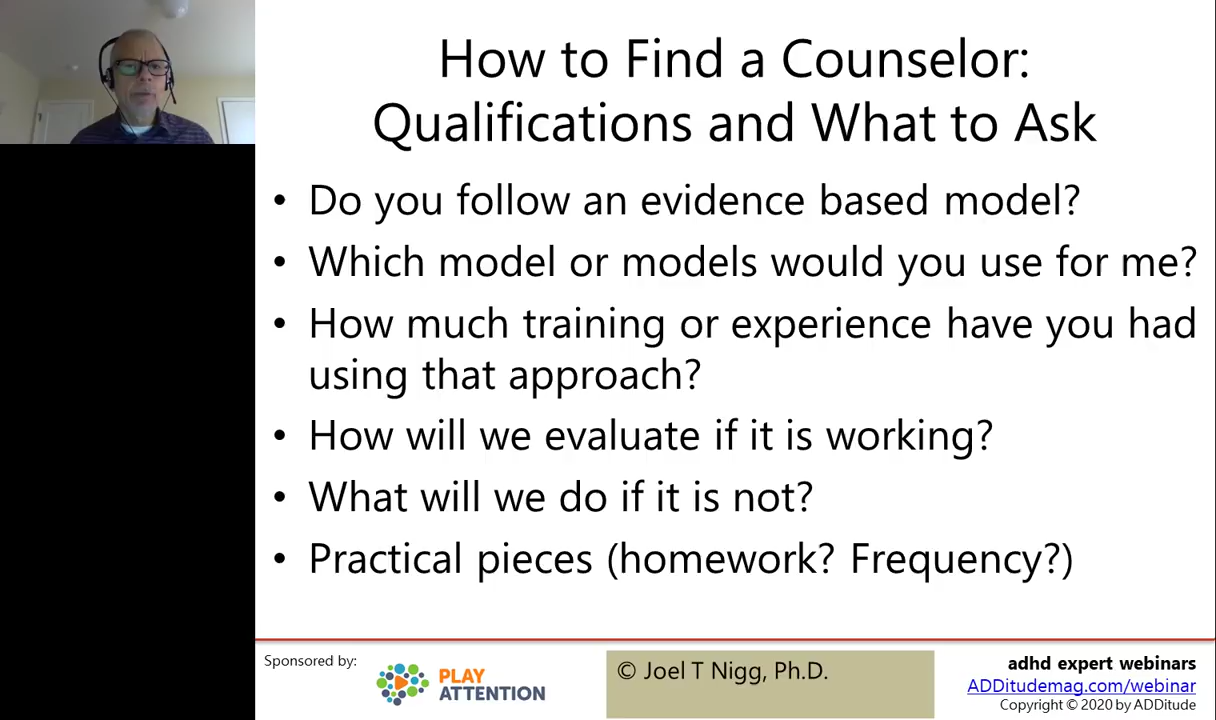 How to Find a Counselor:
Qualifications and What to Ask
• Do you follow an evidence based model?
• Which model or models would you use for me?
• How much training or experience have you had
using that approach?
• How will we evaluate if it is working?
• What will we do if it is not?
• Practical pieces (homework? Frequency?)
Sponsored by:
PLAY
ATTENTION
© Joel T Nigg, Ph.D.
adhd expert webinars
ADDitudemag.com/webinar
Copyright © 2020 by ADDitude